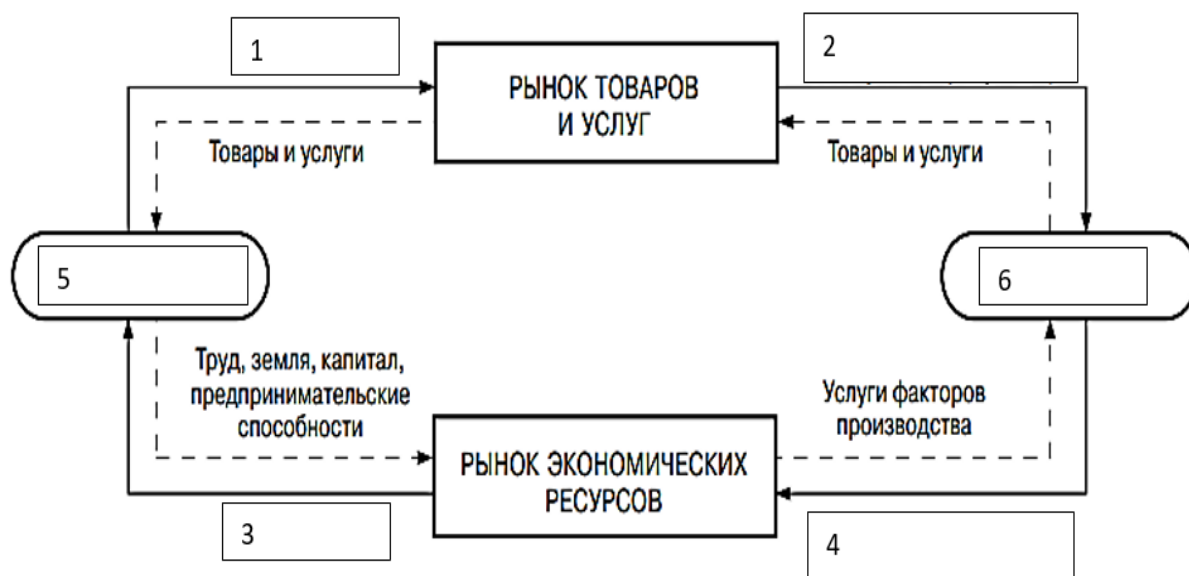 1
2
РЫНОК ТОВАРОВ
И УСЛУГ
Товары и услуги
Товары и услуги
5
6
Труд, земля, капитал,
предпринимательские
способности
Услуги факторов
производства
РЫНОК ЭКОНОМИЧЕСКИХ
РЕСУРСОВ
3
4